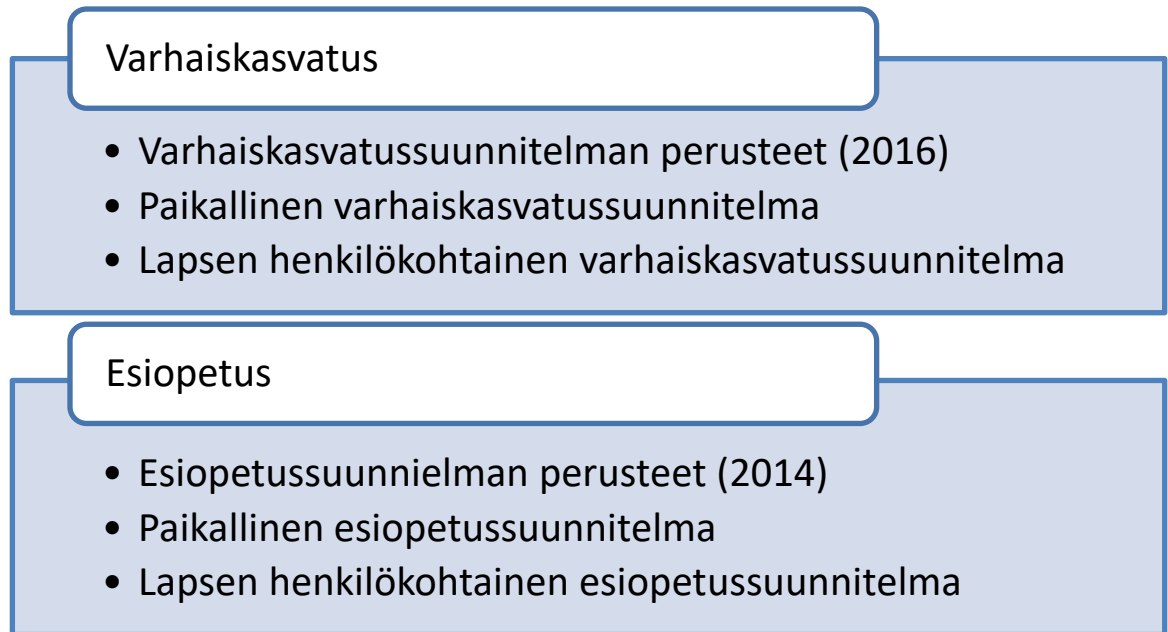 Varhaiskasvatus
• Varhaiskasvatussuunnitelman perusteet (2016)
• Paikallinen varhaiskasvatussuunnitelma
• Lapsen henkilökohtainen varhaiskasvatussuunnitelma
Esiopetus
• Esiopetussuunnielman perusteet (2014)
• Paikallinen esiopetussuunnitelma
• Lapsen henkilökohtainen esiopetussuunnitelma